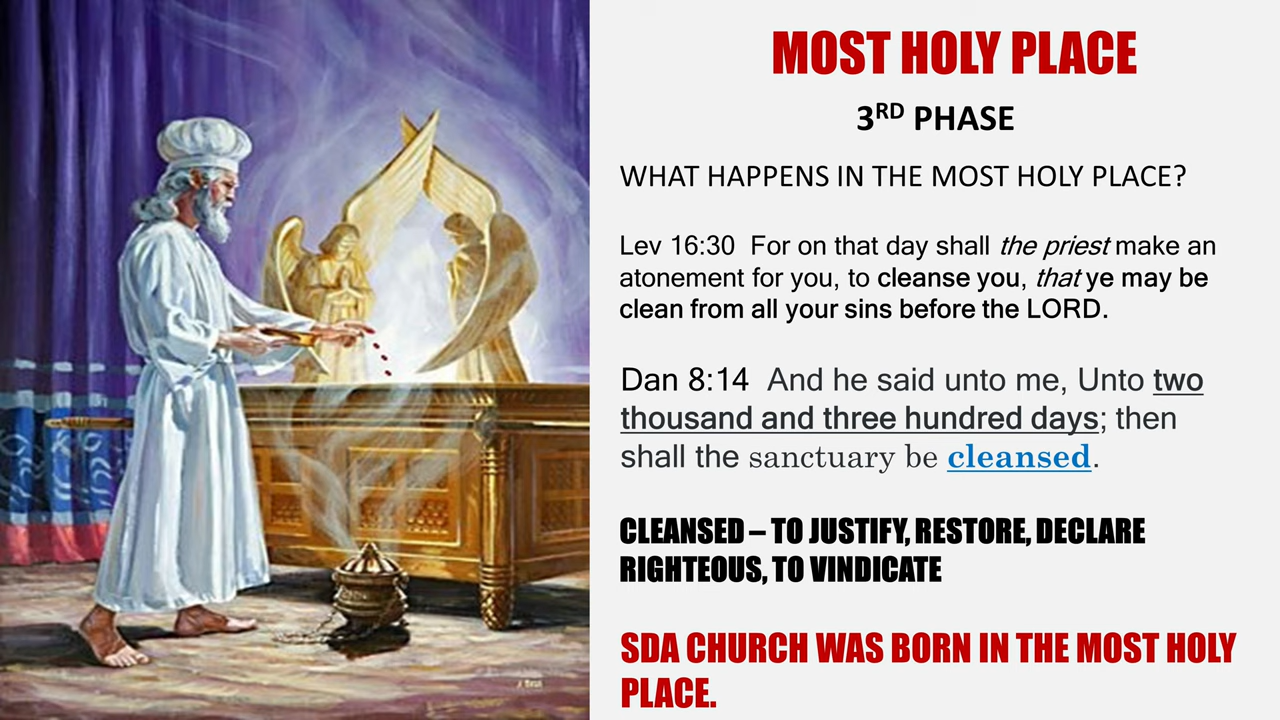 MOST HOLY PLACE
3RD PHASE
WHAT HAPPENS IN THE MOST HOLY PLACE?
Lev 16:30 For on that day shall the priest make an
atonement for you, to cleanse you, that ye may be
clean from all your sins before the LORD.
Dan 8:14 And he said unto me, Unto two
thousand and three hundred days; then
shall the sanctuary be cleansed.
CLEANSED – TO JUSTIFY, RESTORE, DECLARE
RIGHTEOUS, TO VINDICATE
SDA CHURCH WAS BORN IN THE MOST HOLY
PLACE.